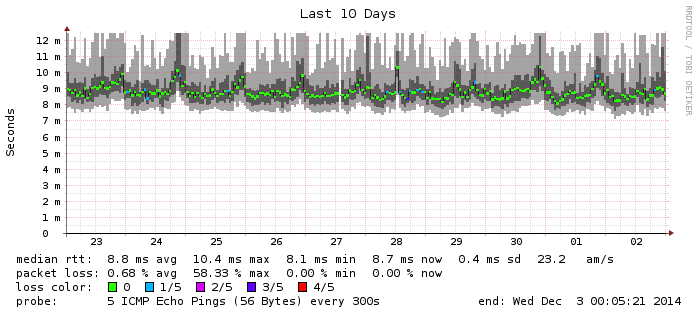 Last 10 Days
RRDTOOL / TOBI OETIKER
Seconds
12 m
11 m
10 m
9 m
8 m
7 m
6 m
5 m
4 m
3 m
2 m
1 m
0
23 24 25 26 27 28 29 30 01 02
median rtt: 8.8 ms avg 10.4 ms max 8.1 ms min 8.7 ms now 0.4 ms sd 23.2 am/s
packet loss: 0.68 % avg 58.33 % max 0.00 % min 0.00 % now
loss color: 0 1/5 2/5 3/5 4/5
probe: 5 ICMP Echo Pings (56 Bytes) every 300s end: Wed Dec 3 00:05:21 2014